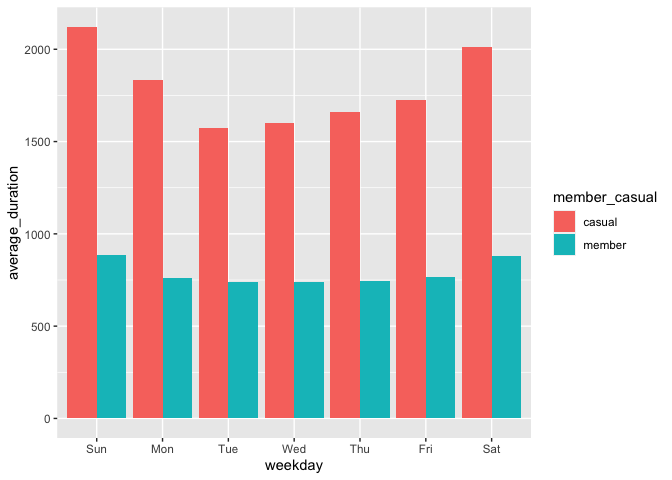 2000
1500
1000
500
0
average_duration
Sun Mon Tue Wed Thu Fri Sat
weekday
member_casual
casual
member